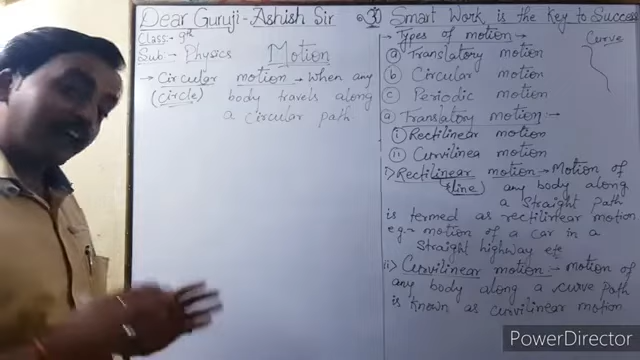 Dear Guruji - Ashish Sir
③ Smart Work is the key to Success
Class:- 9th
Sub - Physics
Motion
→ Circular motion → When any
(circle) body travels along
a circular path.
- Types of motion →
Curve
ⓐ Translatory motion
ⓑ Circular motion
ⓒ Periodic motion
ⓐ Translatory motion :-
ⓘ Rectilinear motion
ⓘⓘ Curvilinea motion
i) Rectilinear motion → Motion of
(line) any body along
a straight path
is termed as rectilinear motion
e.g:- motion of a car in a
straight highway etc
ii) Curvilinear motion :- motion of
any body along a curve path
is known as curvilinear motion
POWERED BY
PowerDirector